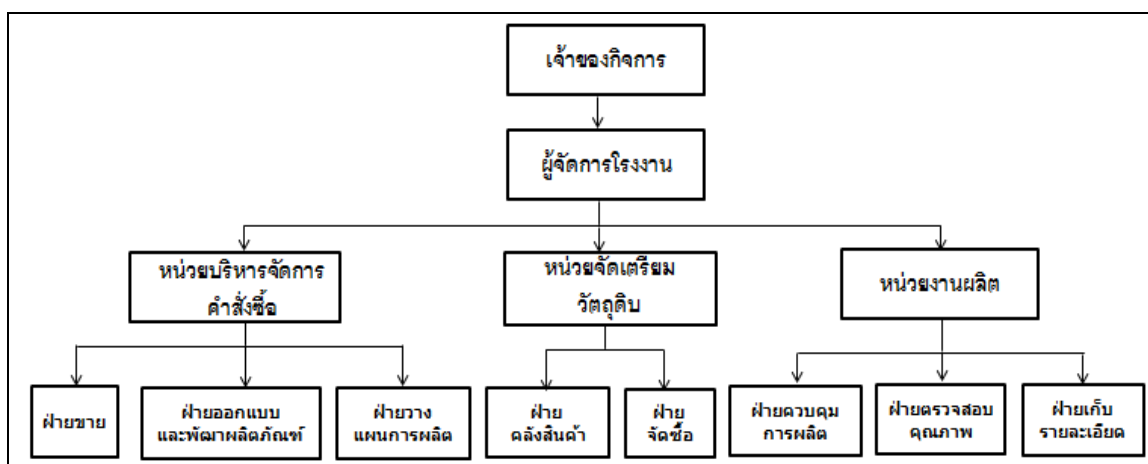 เจ้าของกิจการ
ผู้จัดการโรงงาน
หน่วยบริหารจัดการ
คำสั่งซื้อ
หน่วยจัดเตรียม
วัตถุดิบ
หน่วยงานผลิต
ฝ่ายขาย
ฝ่ายออกแบบ
และพัฒาผลิตภัณฑ์
ฝ่ายวาง
แผนการผลิต
ฝ่าย
คลังสินค้า
ฝ่าย
จัดซื้อ
ฝ่ายควบคุม
การผลิต
ฝ่ายตรวจสอบ
คุณภาพ
ฝ่ายเก็บ
รายละเอียด